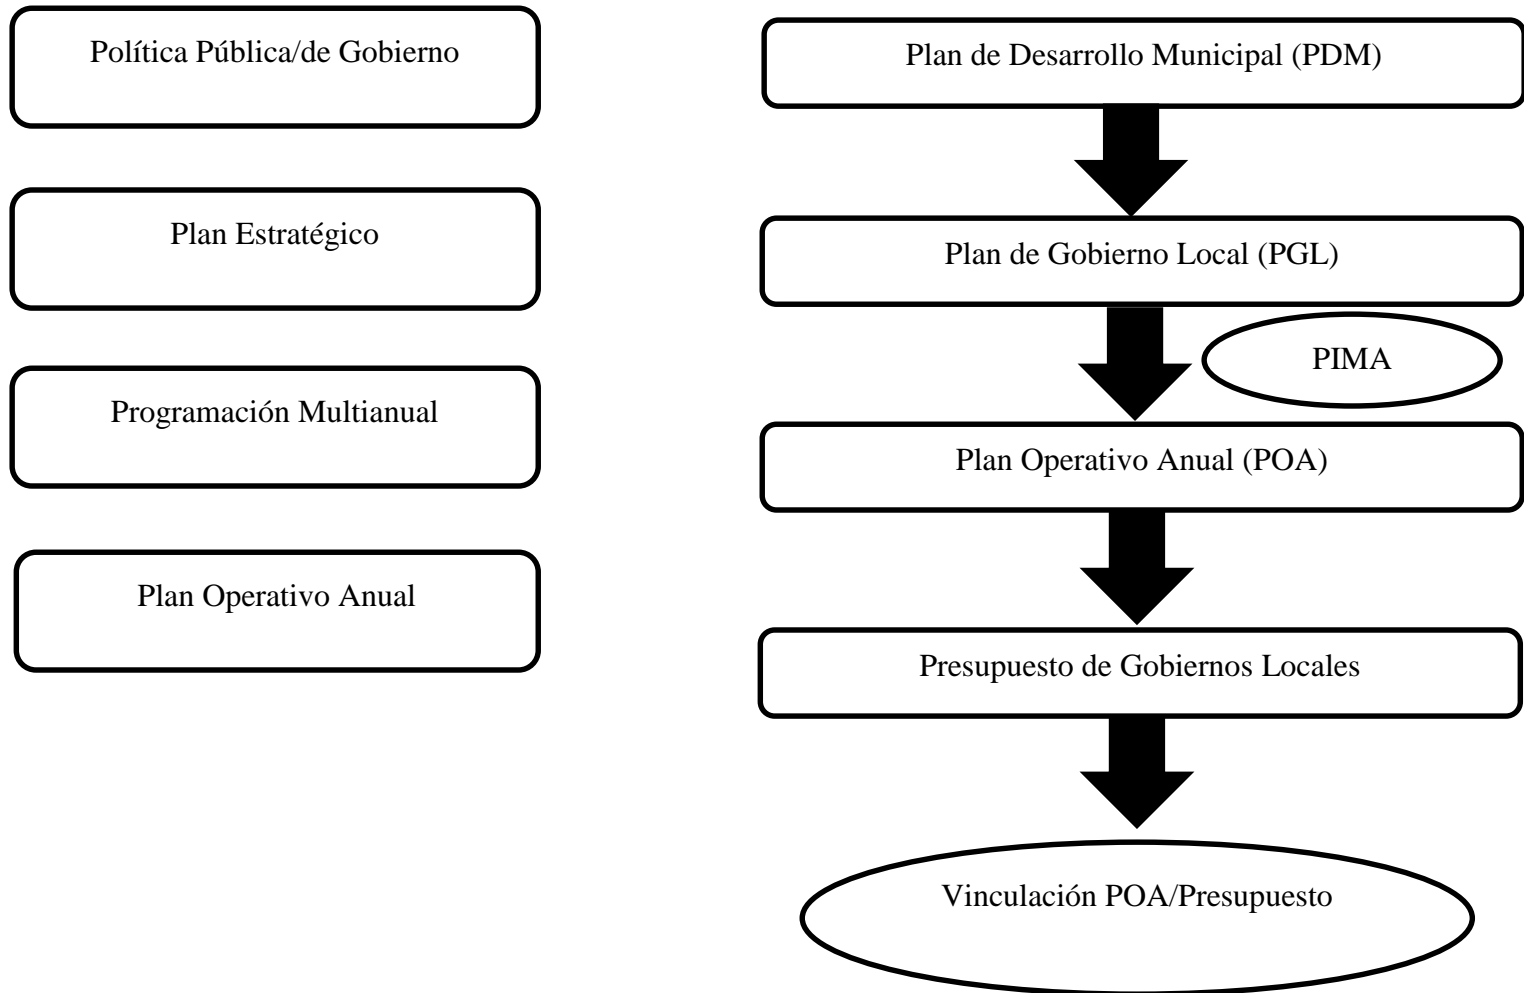 Política Pública/de Gobierno
Plan Estratégico
Programación Multianual
Plan Operativo Anual
Plan de Desarrollo Municipal (PDM)
Plan de Gobierno Local (PGL)
PIMA
Plan Operativo Anual (POA)
Presupuesto de Gobiernos Locales
Vinculación POA/Presupuesto